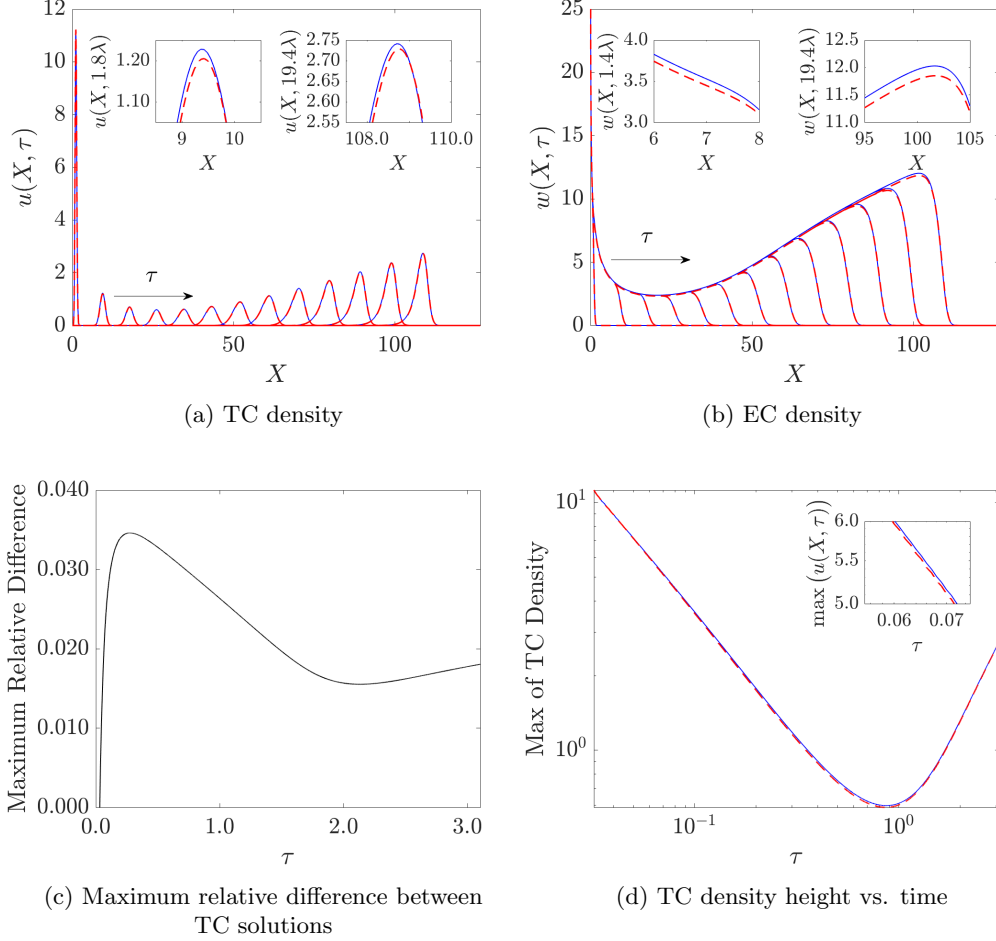 12
10
8
6
4
2
0
u(X, τ)
0
50
100
X
τ
u(X, 1.8λ)
1.20
1.10
9
10
X
u(X, 19.4λ)
2.75
2.70
2.65
2.60
2.55
108.0
110.0
X
(a) TC density
25
20
15
10
5
0
w(X, τ)
0
50
100
X
τ
w(X, 1.4λ)
4.0
3.5
3.0
6
7
8
X
w(X, 19.4λ)
12.5
12.0
11.5
11.0
95
100
105
X
(b) EC density
0.040
0.030
0.020
0.010
0.000
Maximum Relative Difference
0.0
1.0
2.0
3.0
τ
(c) Maximum relative difference between
TC solutions
10¹
10⁰
Max of TC Density
10⁻¹
10⁰
τ
max (u(X, τ))
6.0
5.5
5.0
0.06
0.07
τ
(d) TC density height vs. time